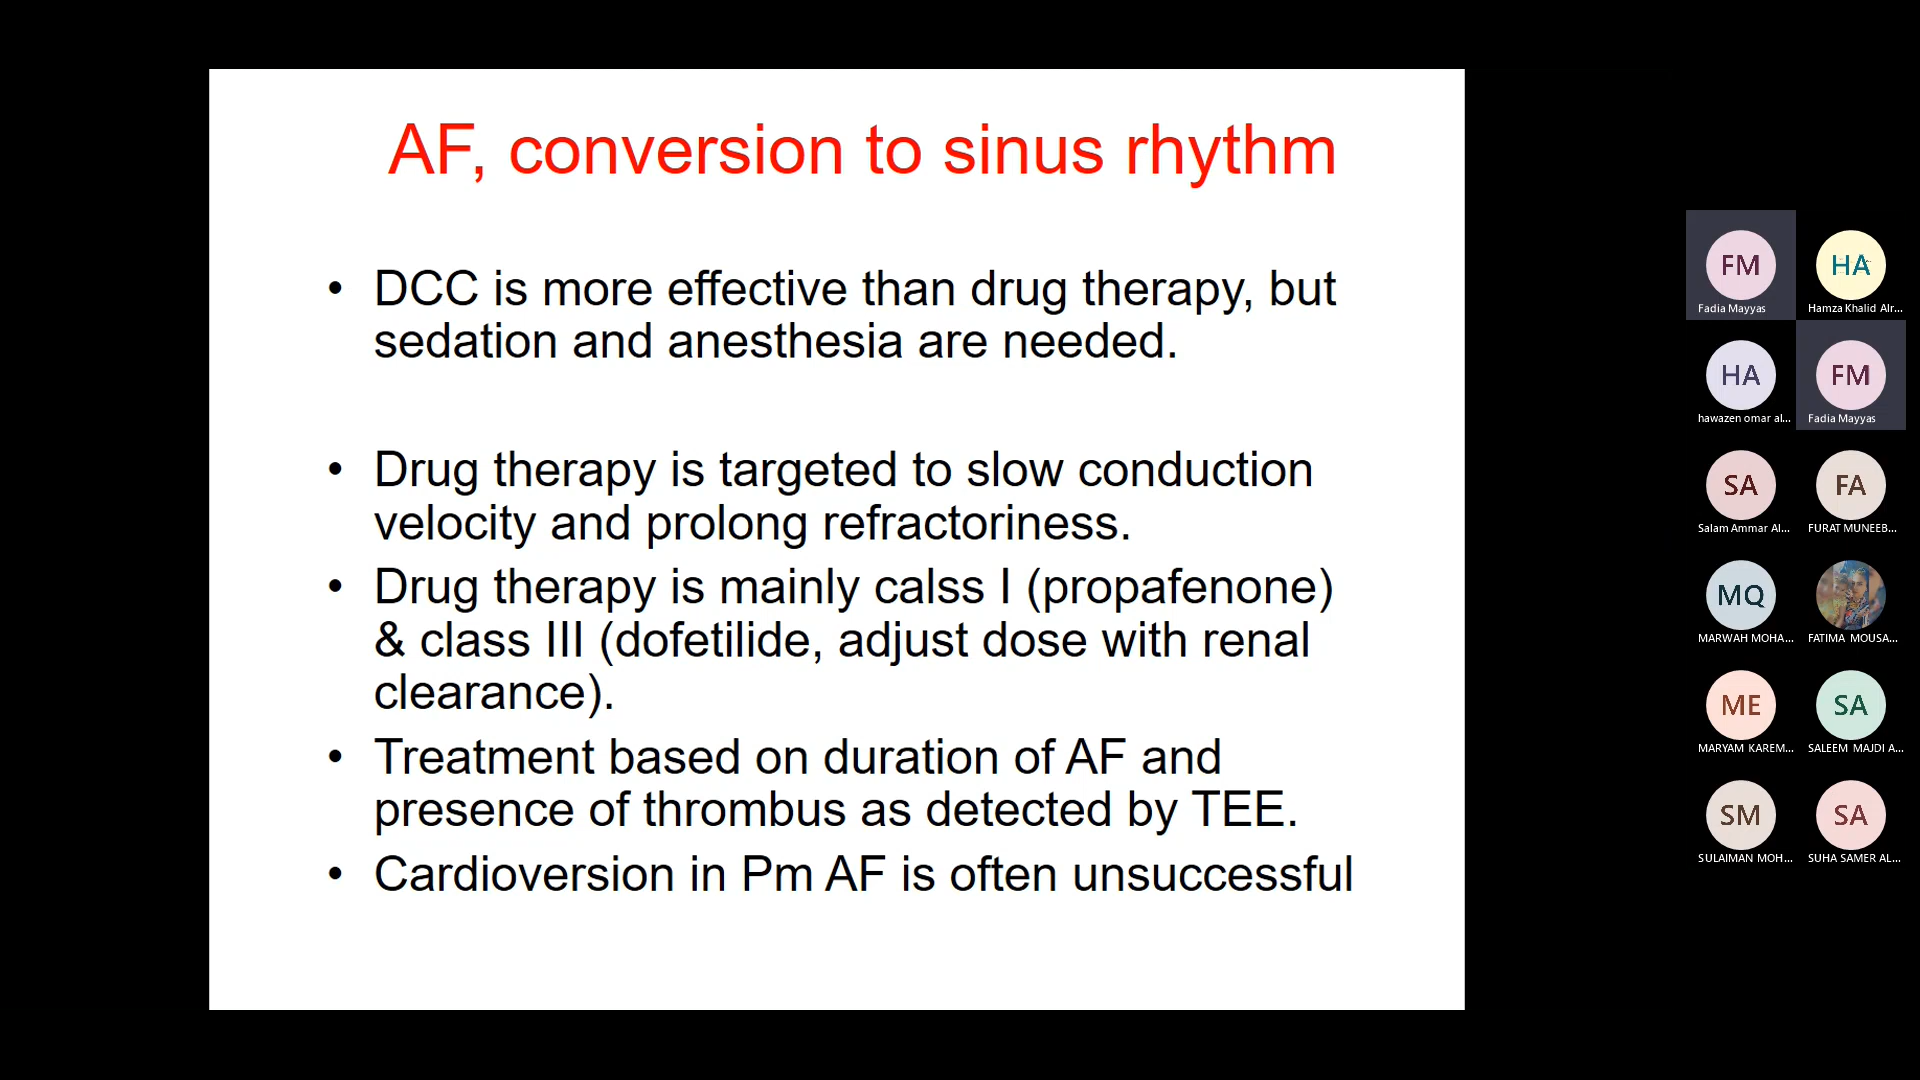 AF, conversion to sinus rhythm
• DCC is more effective than drug therapy, but
sedation and anesthesia are needed.
• Drug therapy is targeted to slow conduction
velocity and prolong refractoriness.
• Drug therapy is mainly calss I (propafenone)
& class III (dofetilide, adjust dose with renal
clearance).
• Treatment based on duration of AF and
presence of thrombus as detected by TEE.
• Cardioversion in Pm AF is often unsuccessful
FM
Fadia Mayyas
HA
Hamza Khalid Alr...
HA
hawazen omar al...
FM
Fadia Mayyas
SA
Salam Ammar Al...
FA
FURAT MUNEEB...
MQ
MARWAH MOHA...
FATIMA MOUSA...
ME
MARYAM KAREM...
SA
SALEEM MAJDI A...
SM
SULAIMAN MOH...
SA
SUHA SAMER AL...